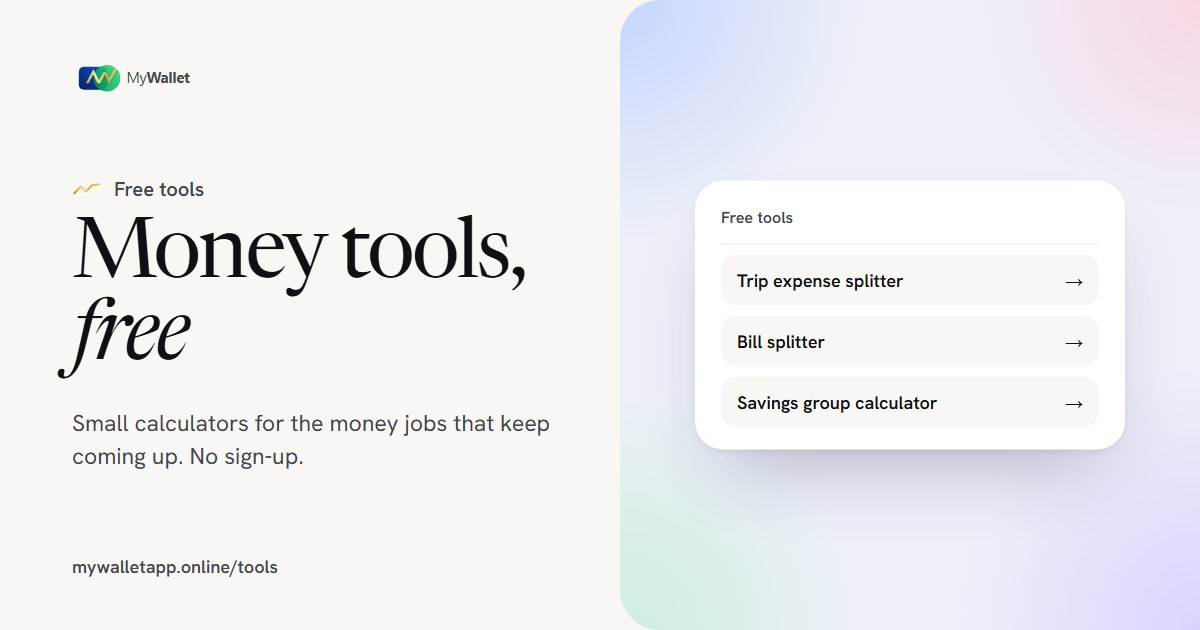 MyWallet
Free tools
Money tools,
free
Small calculators for the money jobs that keep
coming up. No sign-up.
mywalletapp.online/tools
Free tools
Trip expense splitter →
Bill splitter →
Savings group calculator →